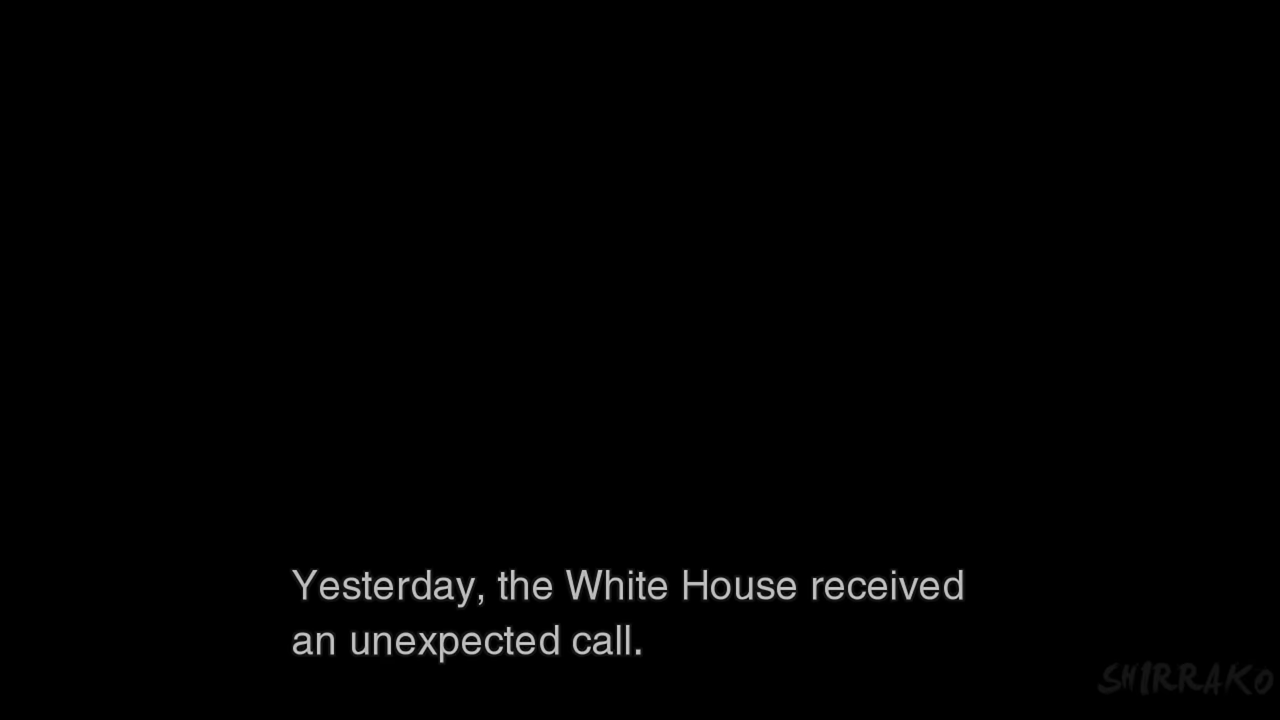 Yesterday, the White House received
an unexpected call.
SHIRRAKO